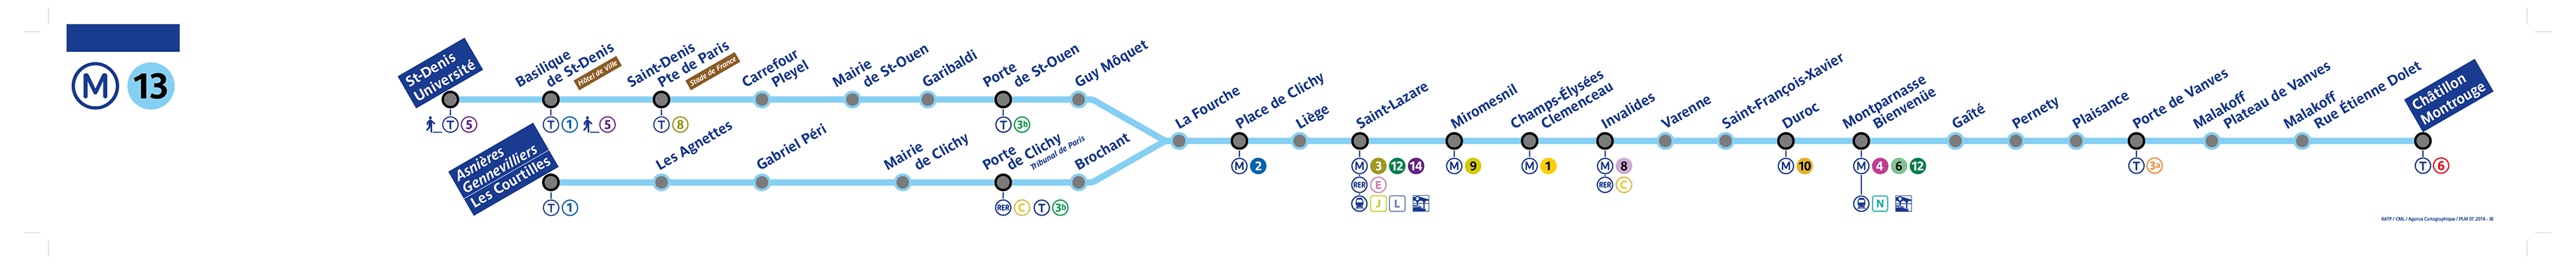 M 13
St-Denis
Université
T 5
Basilique
de St-Denis
Hôtel de Ville
T 1 5
Saint-Denis
Pte de Paris
Stade de France
T 8
Carrefour
Pleyel
Mairie
de St-Ouen
Garibaldi
Porte
de St-Ouen
T 3b
Guy Môquet
Asnières
Gennevilliers
Les Courtilles
T 1
Les Agnettes
Gabriel Péri
Mairie
de Clichy
Porte
de Clichy
Tribunal de Paris
RER C T 3b
Brochant
La Fourche
Place de Clichy
M 2
Liège
Saint-Lazare
M 3 12 14
RER E
J L
Miromesnil
M 9
Champs-Élysées
Clemenceau
M 1
Invalides
M 8
RER C
Varenne
Saint-François-Xavier
Duroc
M 10
Montparnasse
Bienvenüe
M 4 6 12
N
Gaîté
Pernety
Plaisance
Porte de Vanves
T 3a
Malakoff
Plateau de Vanves
Malakoff
Rue Étienne Dolet
Châtillon
Montrouge
T 6
RATP / CML / Agence Cartographique / PLM 07.2018 - JB